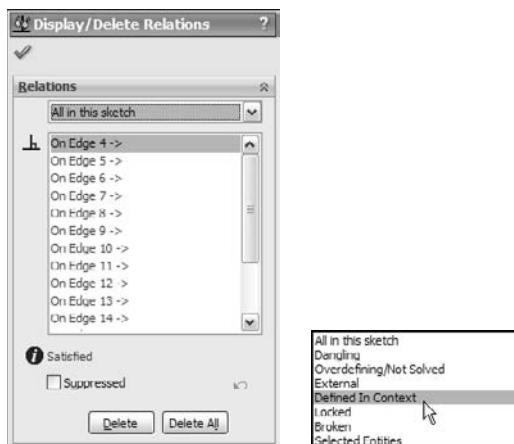 Display/Delete Relations ?
Relations
All in this sketch
On Edge 4 ->
On Edge 5 ->
On Edge 6 ->
On Edge 7 ->
On Edge 8 ->
On Edge 9 ->
On Edge 10 ->
On Edge 11 ->
On Edge 12 ->
On Edge 13 ->
On Edge 14 ->
Satisfied
Suppressed
Delete Delete All
All in this sketch
Dangling
Overdefining/Not Solved
External
Defined In Context
Locked
Broken
Selected Entities